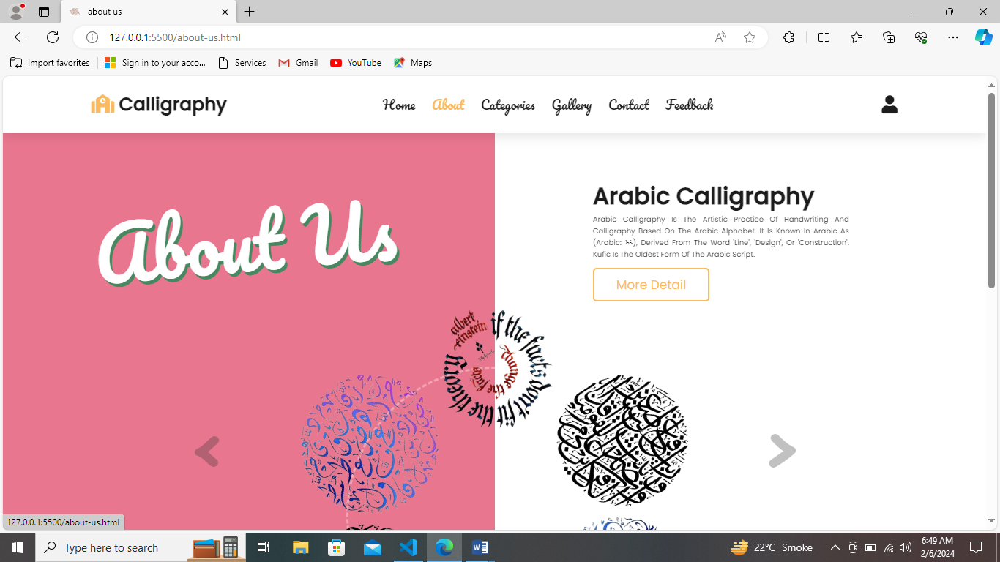 about us
127.0.0.1:5500/about-us.html
Import favorites
Sign in to your acco...
Services
Gmail
YouTube
Maps
Calligraphy
Home
About
Categories
Gallery
Contact
Feedback
About Us
Arabic Calligraphy
Arabic Calligraphy Is The Artistic Practice Of Handwriting And
Calligraphy Based On The Arabic Alphabet. It Is Known In Arabic As
(Arabic: خط), Derived From The Word 'Line', 'Design', Or 'Construction'.
Kufic Is The Oldest Form Of The Arabic Script.
More Detail
albert
einstein
if the facts don't fit the theory
change the facts
127.0.0.1:5500/about-us.html
Type here to search
22°C Smoke
6:49 AM
2/6/2024